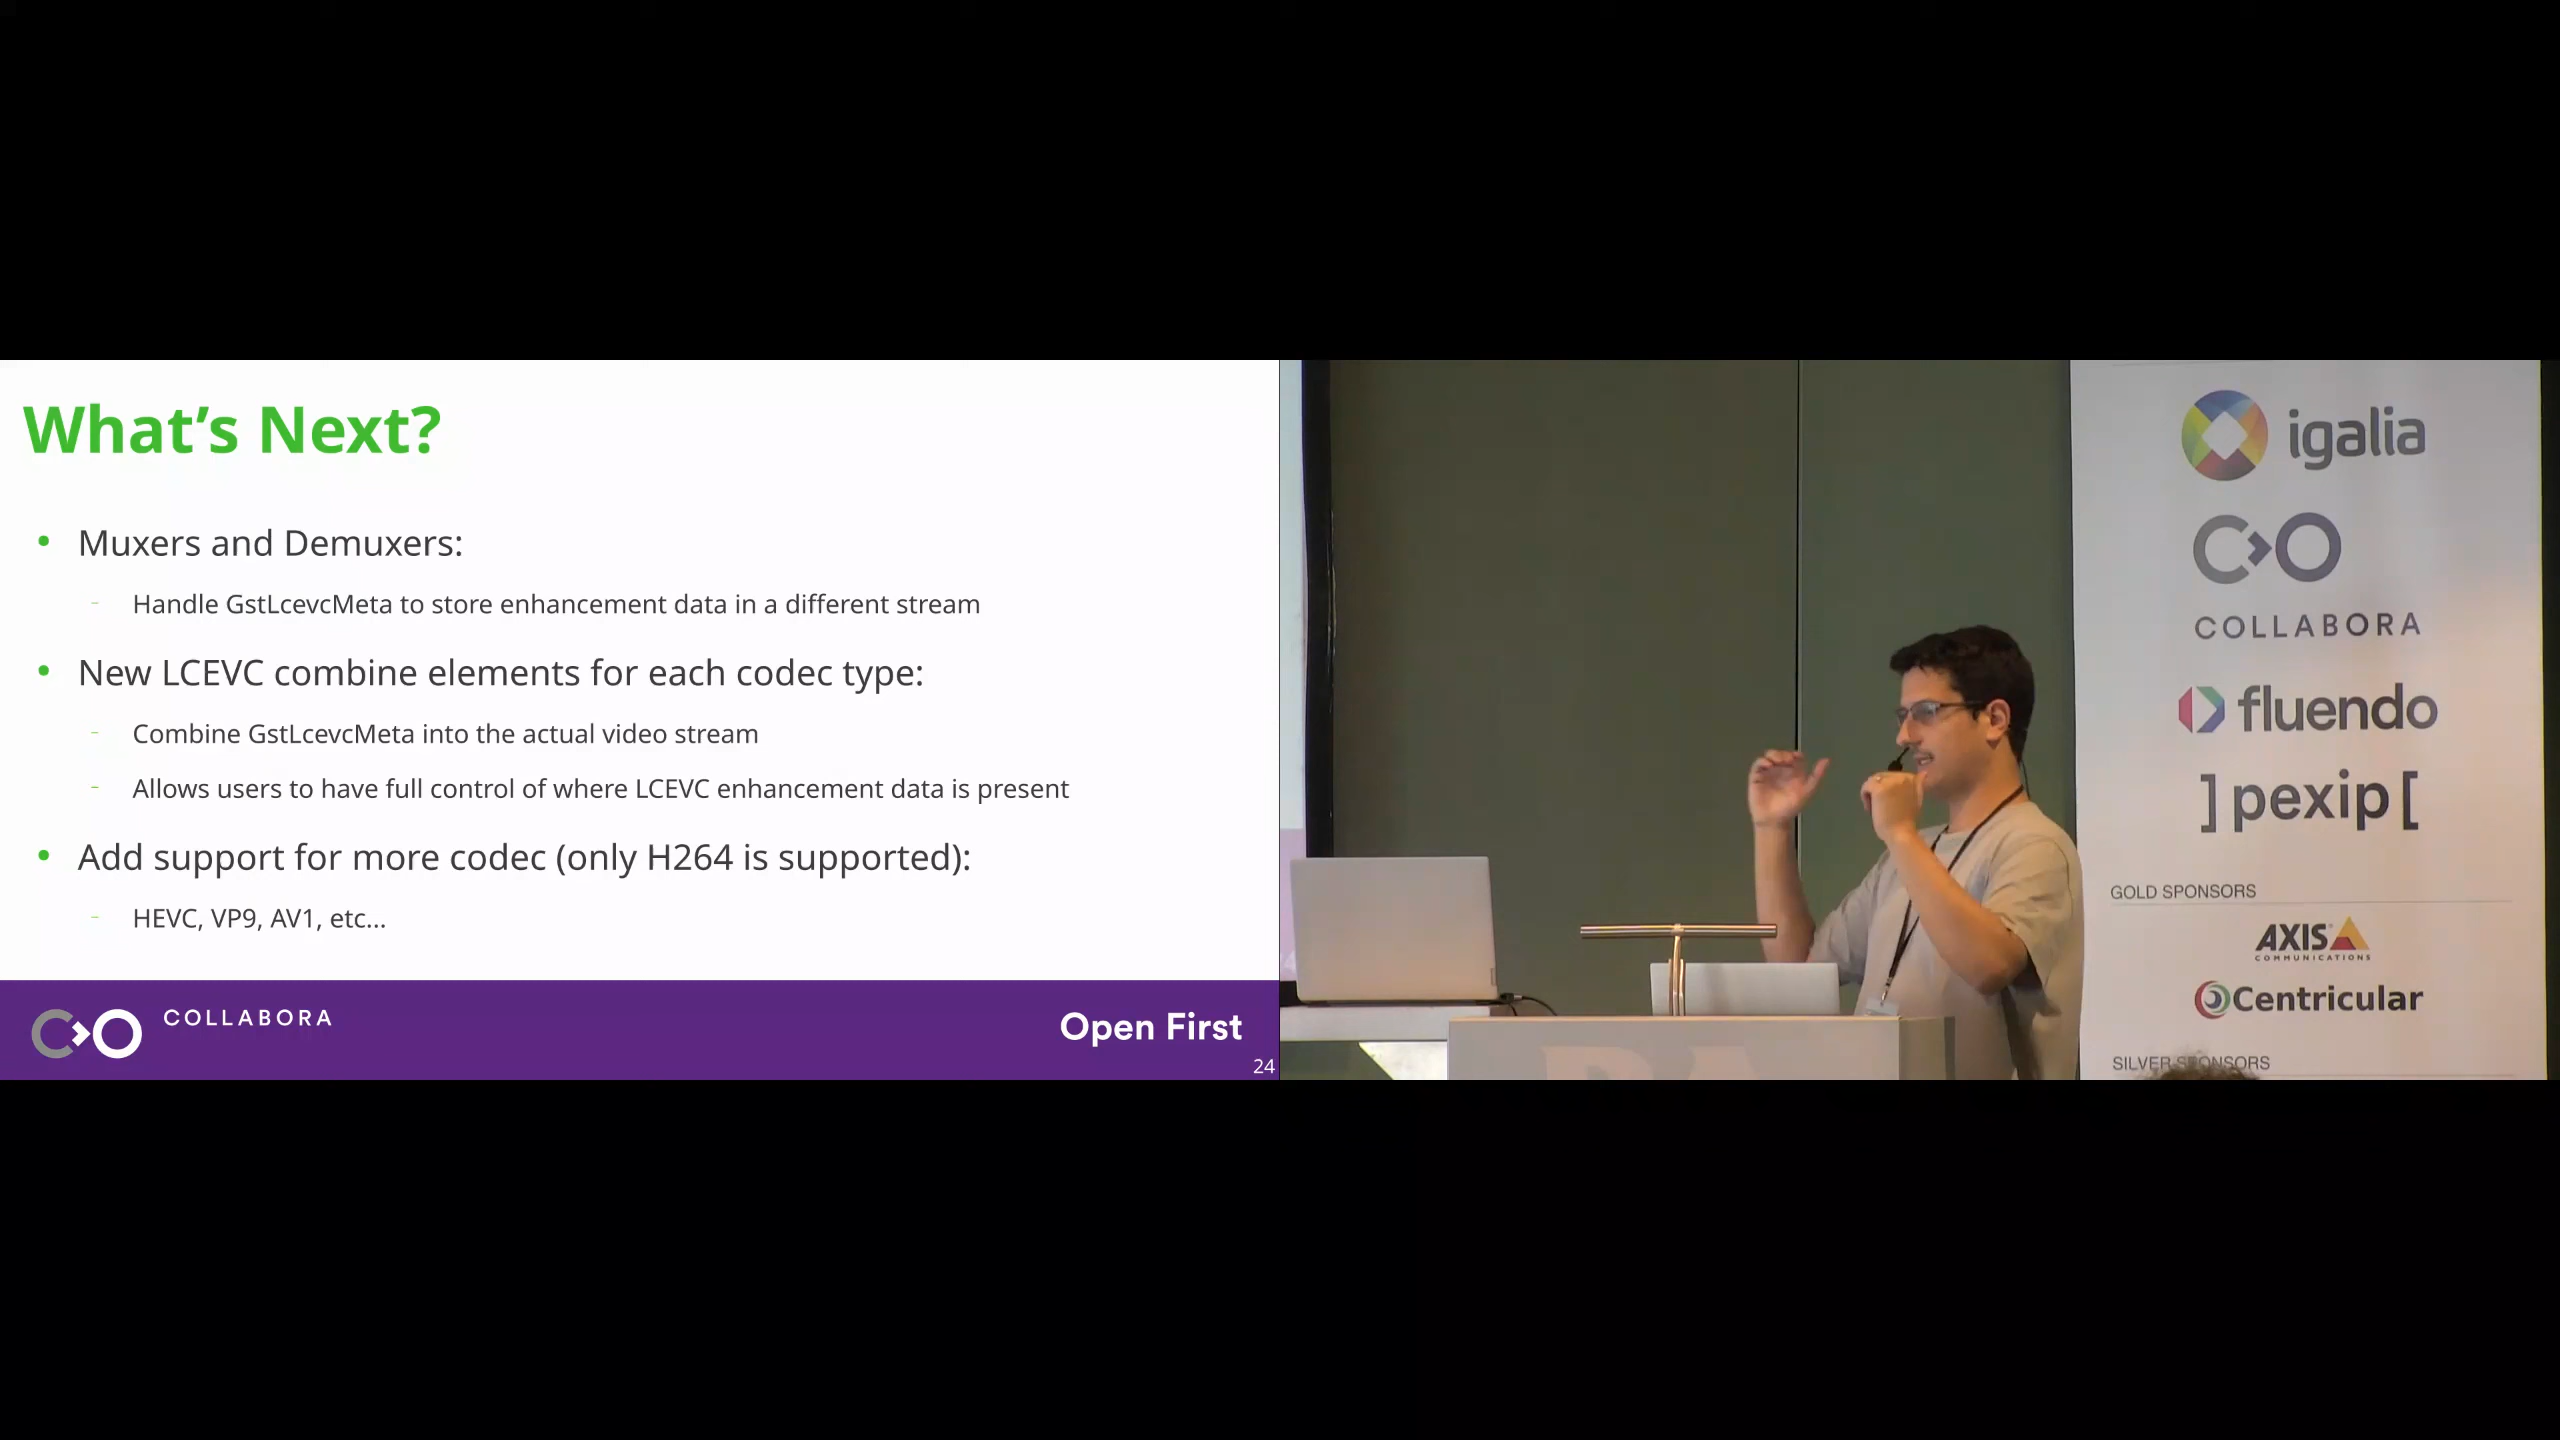 What’s Next?
Muxers and Demuxers:
Handle GstLcevcMeta to store enhancement data in a different stream
New LCEVC combine elements for each codec type:
Combine GstLcevcMeta into the actual video stream
Allows users to have full control of where LCEVC enhancement data is present
Add support for more codec (only H264 is supported):
HEVC, VP9, AV1, etc...
COLLABORA
Open First
24
igalia
COLLABORA
fluendo
]pexip[
GOLD SPONSORS
AXIS
COMMUNICATIONS
Centricular
SILVER SPONSORS